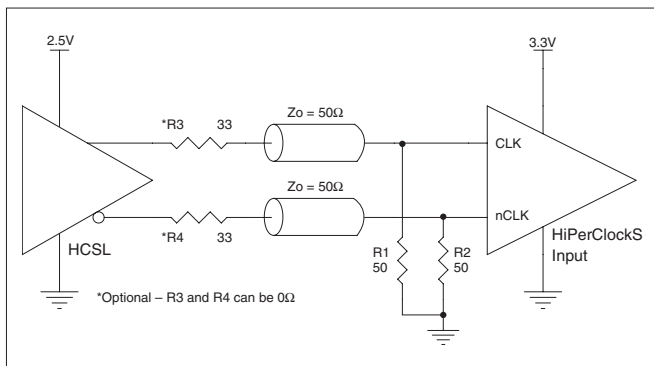 2.5V
3.3V
*R3 33
Zo = 50Ω
CLK
Zo = 50Ω
nCLK
HCSL
*R4 33
R1
50
R2
50
HiPerClockS
Input
*Optional – R3 and R4 can be 0Ω